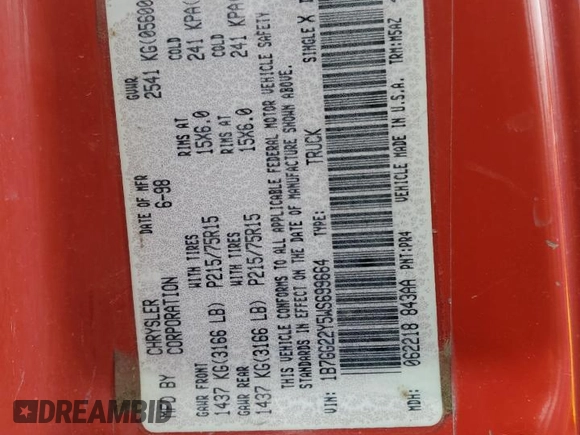 MFD BY CHRYSLER CORPORATION DATE OF MFR 6-98 GVWR 2541 KG(05600
GAWR FRONT WITH TIRES RIMS AT COLD
1437 KG(3166 LB) P215/75R15 15X6.0 241 KPA(
GAWR REAR WITH TIRES RIMS AT COLD
1437 KG(3166 LB) P215/75R15 15X6.0 241 KPA(
THIS VEHICLE CONFORMS TO ALL APPLICABLE FEDERAL MOTOR VEHICLE SAFETY
STANDARDS IN EFFECT ON THE DATE OF MANUFACTURE SHOWN ABOVE.
VIN: 1B7GG22Y5WS699664 TYPE: TRUCK SINGLE X
MDH: 062218 843AA PNT:PR4 VEHICLE MADE IN U.S.A. TRM:M5AZ
DREAMBID